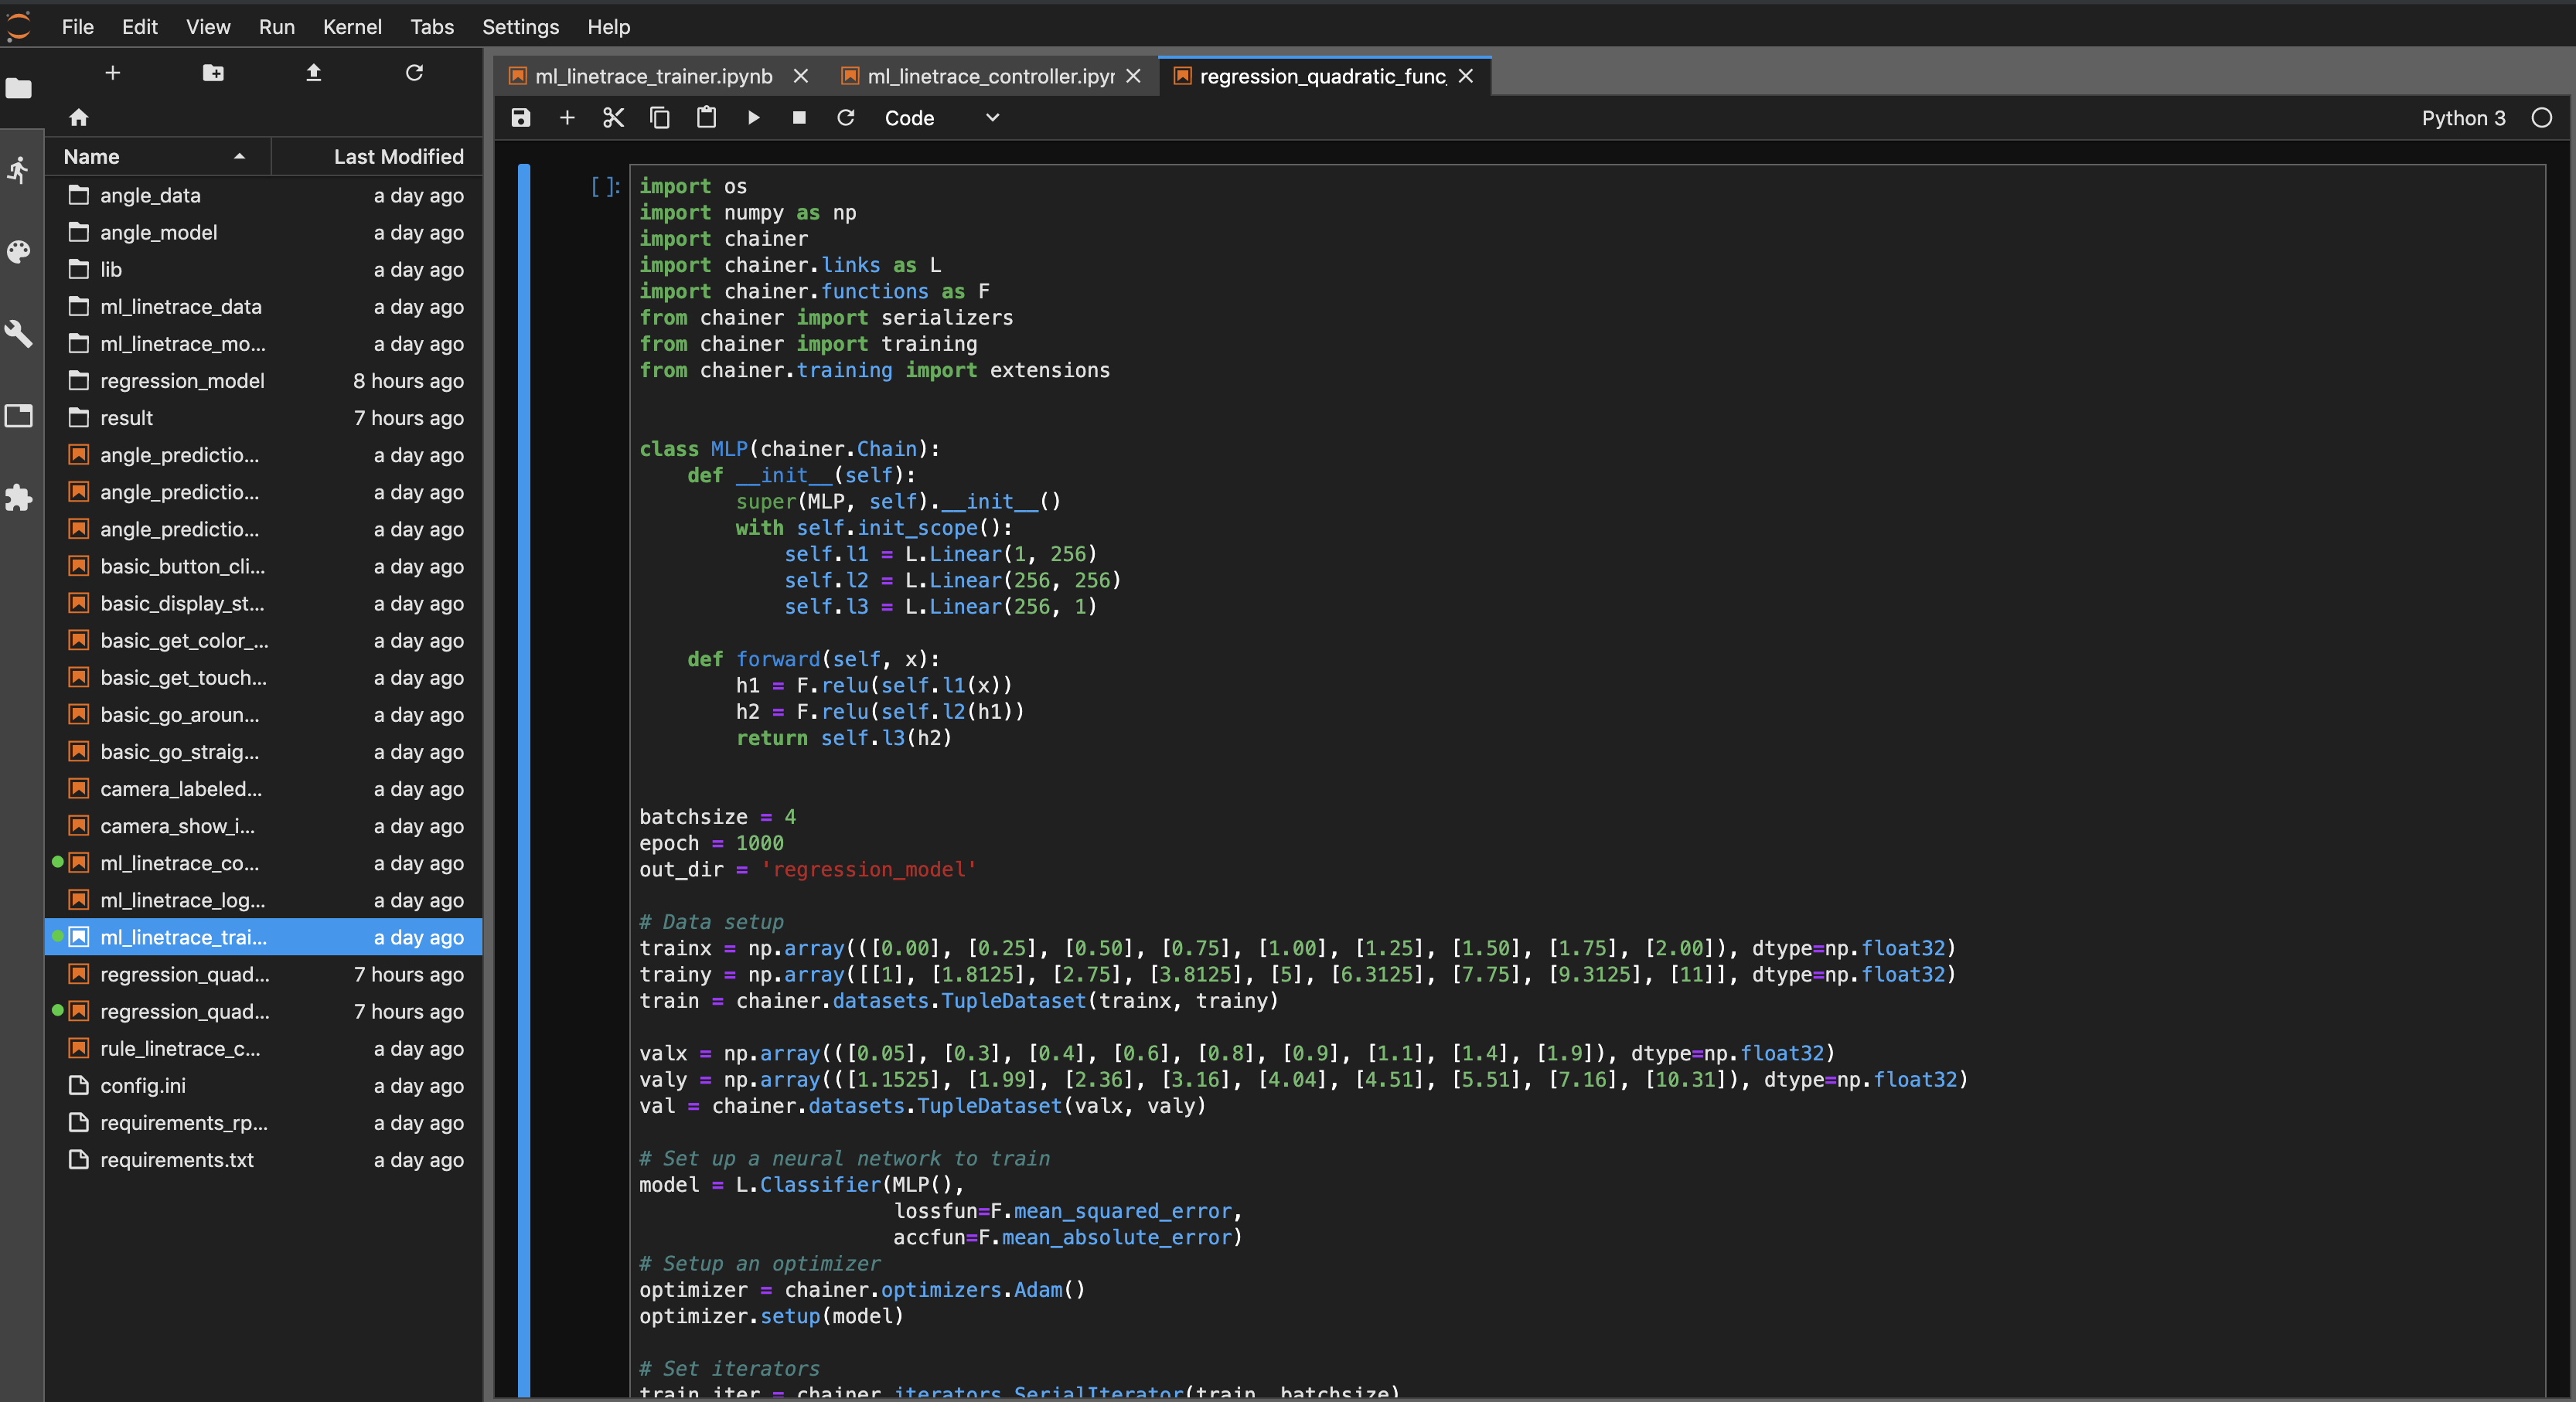 File Edit View Run Kernel Tabs Settings Help
ml_linetrace_trainer.ipynb
ml_linetrace_controller.ipyr
regression_quadratic_func
Code
Python 3
Name Last Modified
angle_data a day ago
angle_model a day ago
lib a day ago
ml_linetrace_data a day ago
ml_linetrace_mo... a day ago
regression_model 8 hours ago
result 7 hours ago
angle_predictio... a day ago
angle_predictio... a day ago
angle_predictio... a day ago
basic_button_cli... a day ago
basic_display_st... a day ago
basic_get_color_... a day ago
basic_get_touch... a day ago
basic_go_aroun... a day ago
basic_go_straig... a day ago
camera_labeled... a day ago
camera_show_i... a day ago
ml_linetrace_co... a day ago
ml_linetrace_log... a day ago
ml_linetrace_trai... a day ago
regression_quad... 7 hours ago
regression_quad... 7 hours ago
rule_linetrace_c... a day ago
config.ini a day ago
requirements_rp... a day ago
requirements.txt a day ago
[ ]:
import os
import numpy as np
import chainer
import chainer.links as L
import chainer.functions as F
from chainer import serializers
from chainer import training
from chainer.training import extensions
class MLP(chainer.Chain):
    def __init__(self):
        super(MLP, self).__init__()
        with self.init_scope():
            self.l1 = L.Linear(1, 256)
            self.l2 = L.Linear(256, 256)
            self.l3 = L.Linear(256, 1)
    def forward(self, x):
        h1 = F.relu(self.l1(x))
        h2 = F.relu(self.l2(h1))
        return self.l3(h2)
batchsize = 4
epoch = 1000
out_dir = 'regression_model'
# Data setup
trainx = np.array(([0.00], [0.25], [0.50], [0.75], [1.00], [1.25], [1.50], [1.75], [2.00]), dtype=np.float32)
trainy = np.array([[1], [1.8125], [2.75], [3.8125], [5], [6.3125], [7.75], [9.3125], [11]], dtype=np.float32)
train = chainer.datasets.TupleDataset(trainx, trainy)
valx = np.array(([0.05], [0.3], [0.4], [0.6], [0.8], [0.9], [1.1], [1.4], [1.9]), dtype=np.float32)
valy = np.array(([1.1525], [1.99], [2.36], [3.16], [4.04], [4.51], [5.51], [7.16], [10.31]), dtype=np.float32)
val = chainer.datasets.TupleDataset(valx, valy)
# Set up a neural network to train
model = L.Classifier(MLP(),
                     lossfun=F.mean_squared_error,
                     accfun=F.mean_absolute_error)
# Setup an optimizer
optimizer = chainer.optimizers.Adam()
optimizer.setup(model)
# Set iterators
train_iter = chainer.iterators.SerialIterator(train, batchsize)